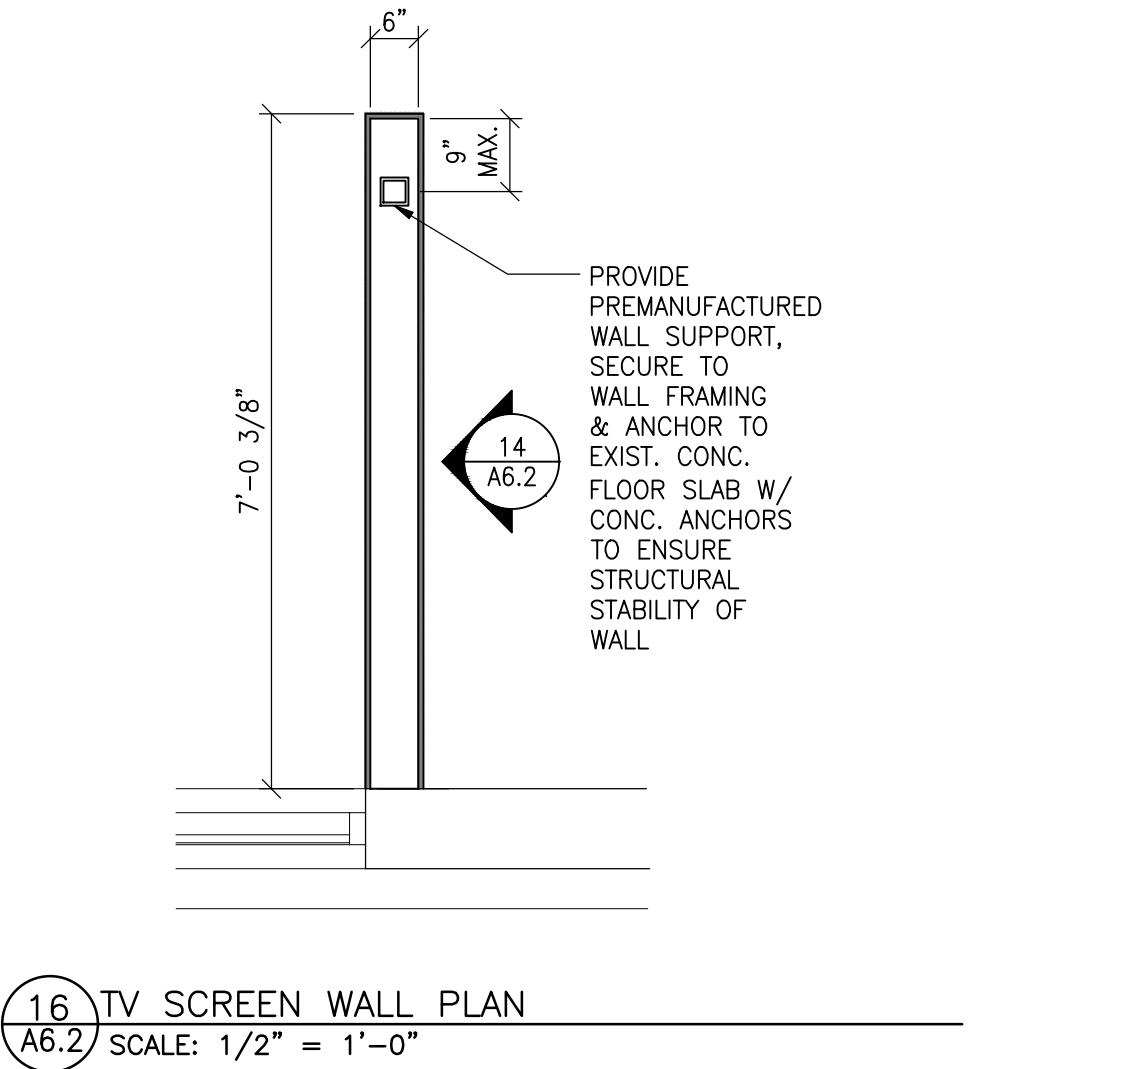 6”
9”
MAX.
PROVIDE
PREMANUFACTURED
WALL SUPPORT,
SECURE TO
WALL FRAMING
& ANCHOR TO
EXIST. CONC.
FLOOR SLAB W/
CONC. ANCHORS
TO ENSURE
STRUCTURAL
STABILITY OF
WALL
7’-0 3/8”
14
A6.2
16
A6.2
TV SCREEN WALL PLAN
SCALE: 1/2” = 1’-0”